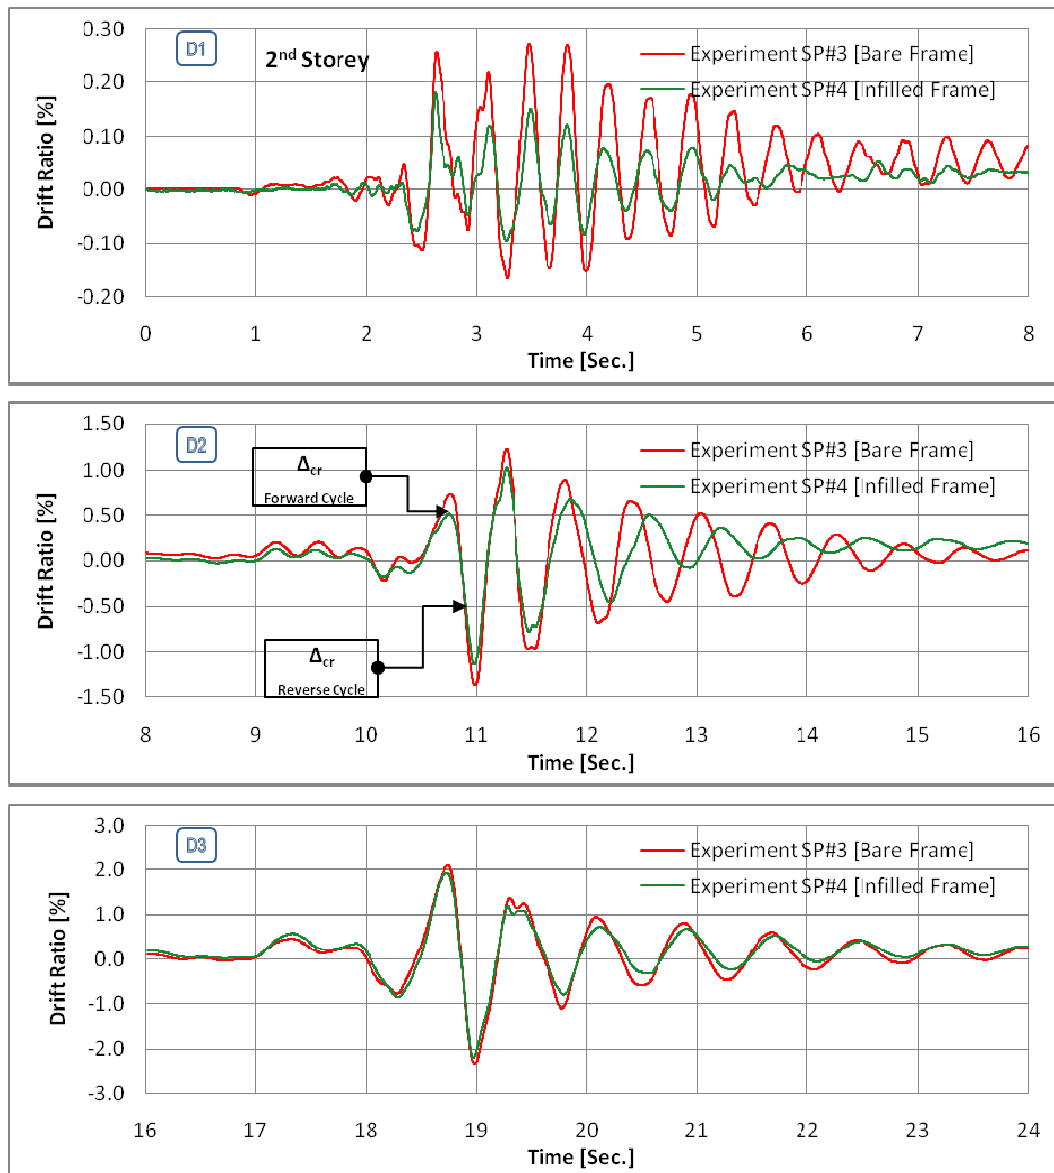 D1
2nd Storey
Experiment SP#3 [Bare Frame]
Experiment SP#4 [Infilled Frame]
Drift Ratio [%]
0.30
0.20
0.10
0.00
-0.10
-0.20
0 1 2 3 4 5 6 7 8
Time [Sec.]
D2
Experiment SP#3 [Bare Frame]
Experiment SP#4 [Infilled Frame]
Δcr
Forward Cycle
Drift Ratio [%]
1.50
1.00
0.50
0.00
-0.50
-1.00
-1.50
Δcr
Reverse Cycle
8 9 10 11 12 13 14 15 16
Time [Sec.]
D3
Experiment SP#3 [Bare Frame]
Experiment SP#4 [Infilled Frame]
Drift Ratio [%]
3.0
2.0
1.0
0.0
-1.0
-2.0
-3.0
16 17 18 19 20 21 22 23 24
Time [Sec.]